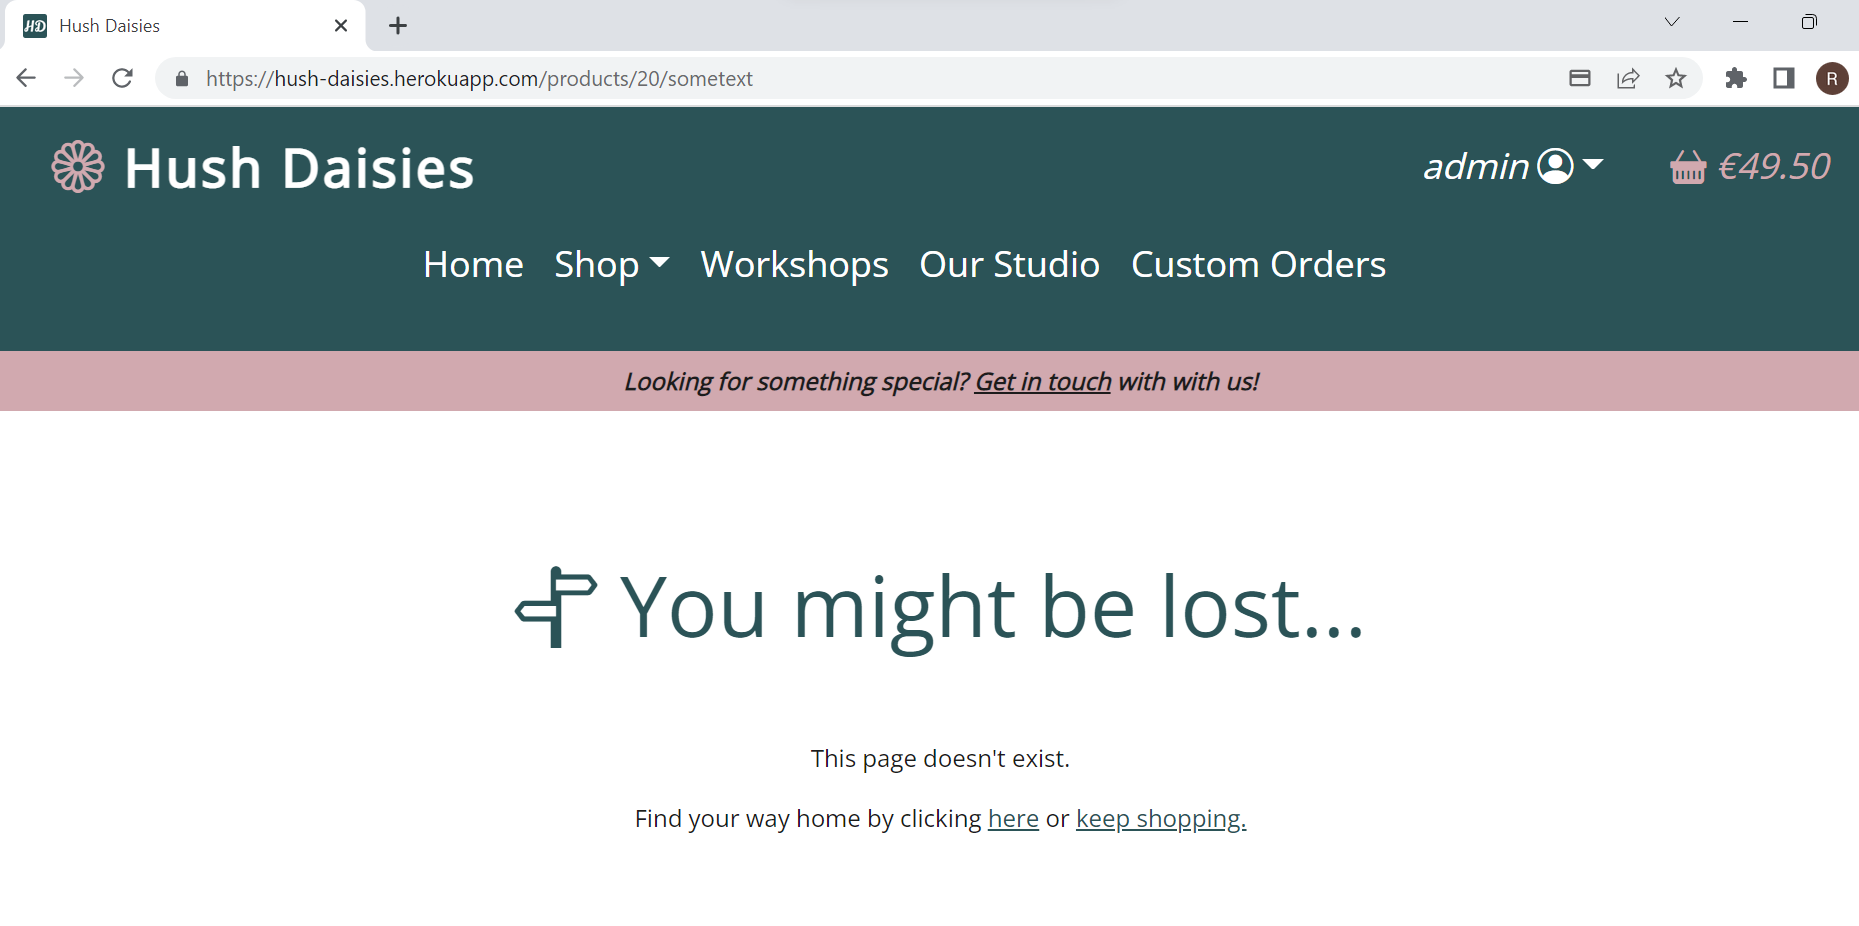 HD Hush Daisies
https://hush-daisies.herokuapp.com/products/20/sometext
R
Hush Daisies
admin
€49.50
Home Shop Workshops Our Studio Custom Orders
Looking for something special? Get in touch with with us!
You might be lost...
This page doesn't exist.
Find your way home by clicking here or keep shopping.